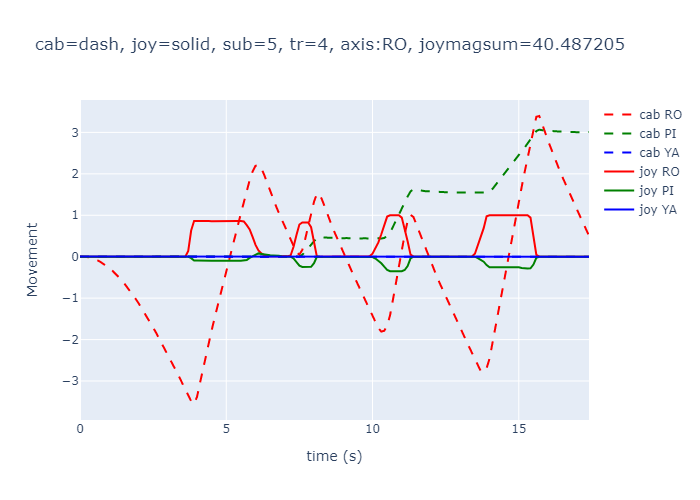 cab=dash, joy=solid, sub=5, tr=4, axis:RO, joymagsum=40.487205
cab RO
cab PI
cab YA
joy RO
joy PI
joy YA
Movement
3
2
1
0
−1
−2
−3
0 5 10 15
time (s)